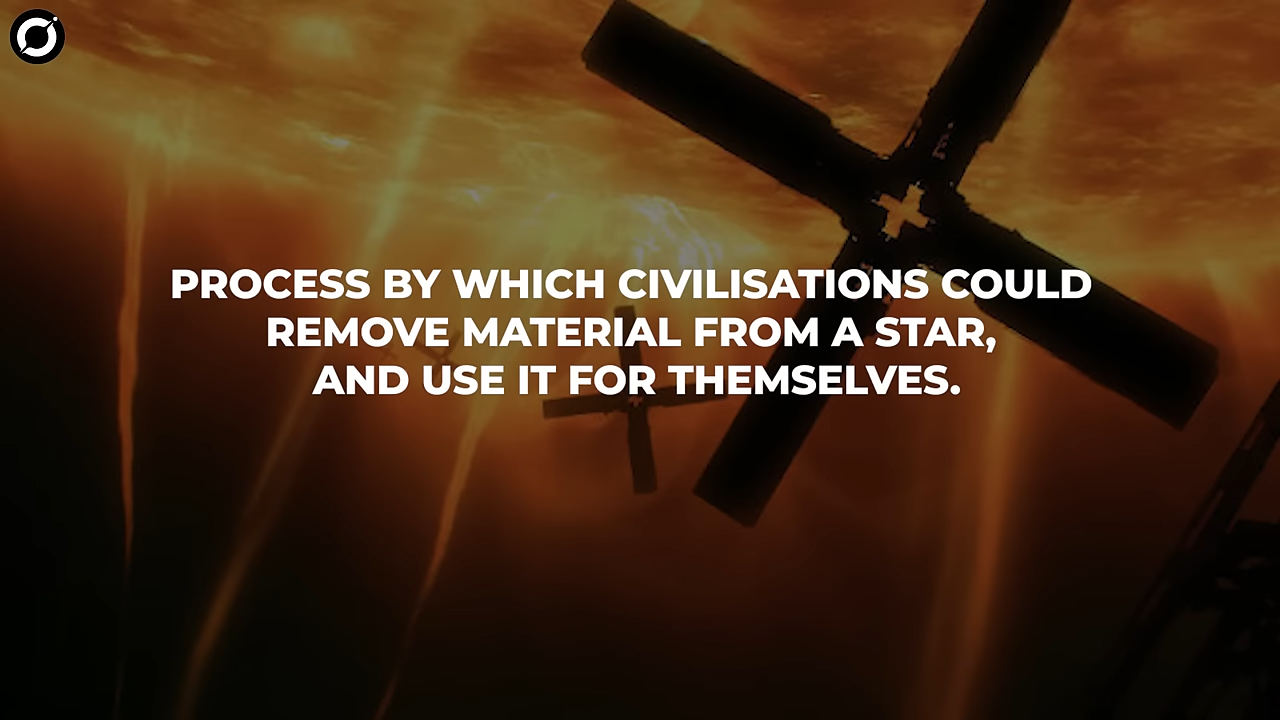 PROCESS BY WHICH CIVILISATIONS COULD
REMOVE MATERIAL FROM A STAR,
AND USE IT FOR THEMSELVES.